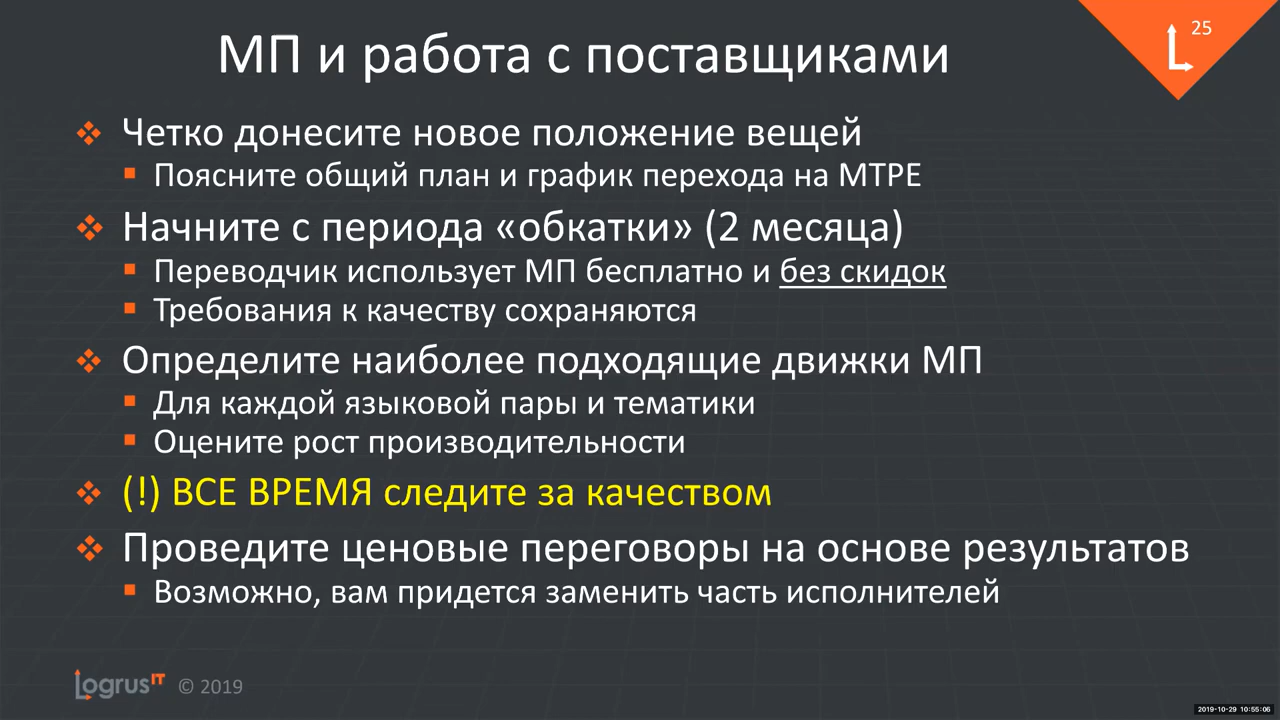 МП и работа с поставщиками
25
Четко донесите новое положение вещей
Поясните общий план и график перехода на МТРЕ
Начните с периода «обкатки» (2 месяца)
Переводчик использует МП бесплатно и без скидок
Требования к качеству сохраняются
Определите наиболее подходящие движки МП
Для каждой языковой пары и тематики
Оцените рост производительности
(!) ВСЕ ВРЕМЯ следите за качеством
Проведите ценовые переговоры на основе результатов
Возможно, вам придется заменить часть исполнителей
logrusIT © 2019
2019-10-29 10:55:06